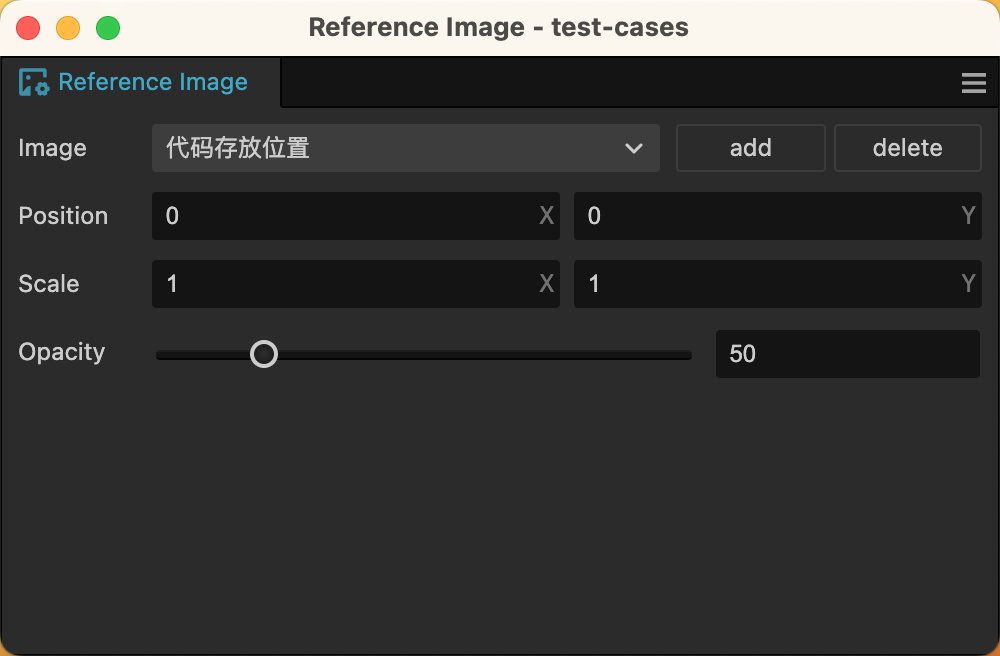 Reference Image - test-cases
Reference Image
Image 代码存放位置 add delete
Position 0 X 0 Y
Scale 1 X 1 Y
Opacity 50